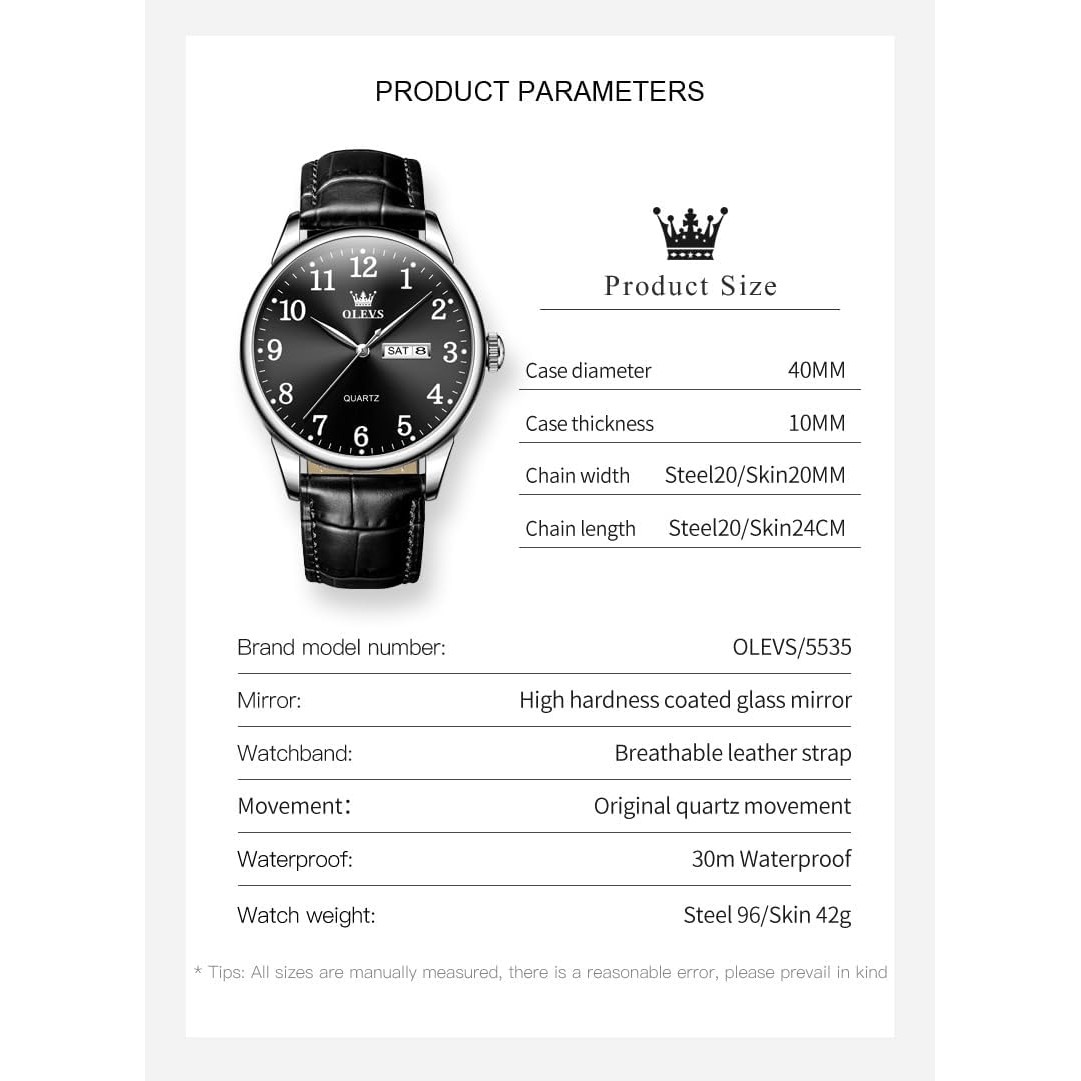 PRODUCT PARAMETERS
12
11
1
10
2
OLEVS
9
SAT 8
3
8
4
QUARTZ
7
5
6
Product Size
Case diameter 40MM
Case thickness 10MM
Chain width Steel20/Skin20MM
Chain length Steel20/Skin24CM
Brand model number: OLEVS/5535
Mirror: High hardness coated glass mirror
Watchband: Breathable leather strap
Movement: Original quartz movement
Waterproof: 30m Waterproof
Watch weight: Steel 96/Skin 42g
* Tips: All sizes are manually measured, there is a reasonable error, please prevail in kind